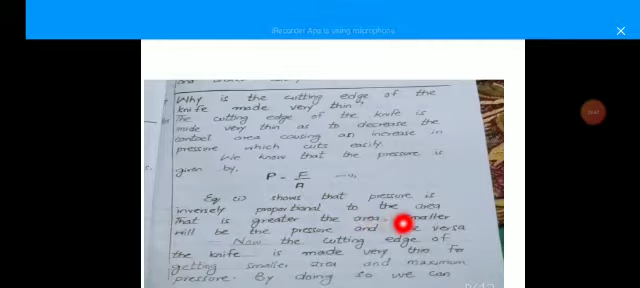 iRecorder App is using microphone
Why is the cutting edge of the
knife made very thin"
The cutting edge of the knife is
made very thin as to decrease the
contact area causing an increase in
pressure which cuts easily.
We know that the pressure is
given by.
P = F/A
Eq (i) shows that pressure is
inversely proportional to the area
That is greater the area smaller
will be the pressure and versa
Now the cutting edge of
the knife is made very thin for
getting smaller area and maximum
pressure. By doing so we can